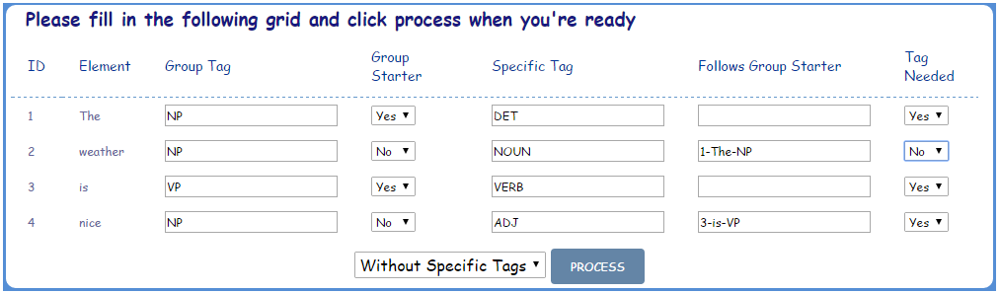 Please fill in the following grid and click process when you're ready
ID Element Group Tag Group Starter Specific Tag Follows Group Starter Tag Needed
1 The NP Yes DET Yes
2 weather NP No NOUN 1-The-NP No
3 is VP Yes VERB Yes
4 nice NP No ADJ 3-is-VP Yes
Without Specific Tags PROCESS